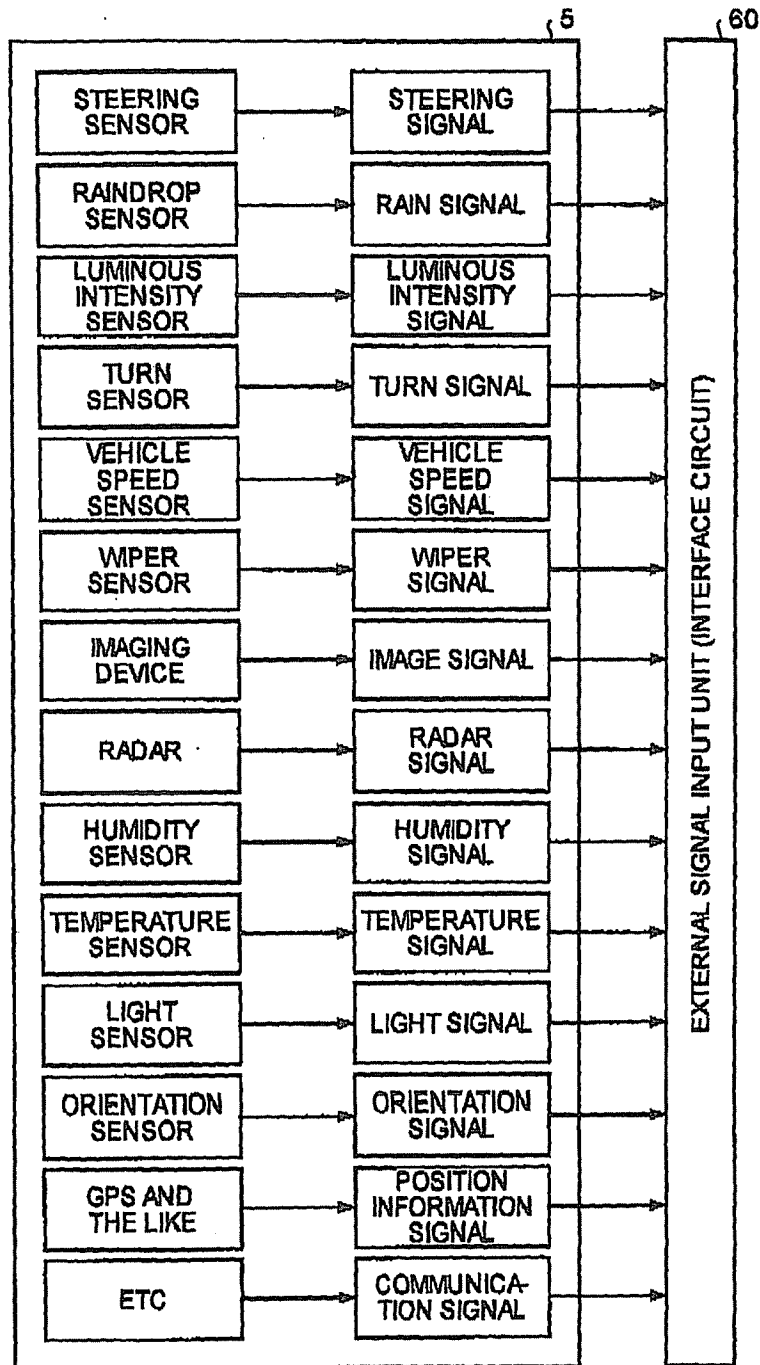 5
60
STEERING
SENSOR
STEERING
SIGNAL
RAINDROP
SENSOR
RAIN SIGNAL
LUMINOUS
INTENSITY
SENSOR
LUMINOUS
INTENSITY
SIGNAL
TURN
SENSOR
TURN SIGNAL
VEHICLE
SPEED
SENSOR
VEHICLE
SPEED
SIGNAL
WIPER
SENSOR
WIPER
SIGNAL
IMAGING
DEVICE
IMAGE SIGNAL
RADAR
RADAR
SIGNAL
HUMIDITY
SENSOR
HUMIDITY
SIGNAL
TEMPERATURE
SENSOR
TEMPERATURE
SIGNAL
LIGHT
SENSOR
LIGHT SIGNAL
ORIENTATION
SENSOR
ORIENTATION
SIGNAL
GPS AND
THE LIKE
POSITION
INFORMATION
SIGNAL
ETC
COMMUNICA-
TION SIGNAL
EXTERNAL SIGNAL INPUT UNIT (INTERFACE CIRCUIT)